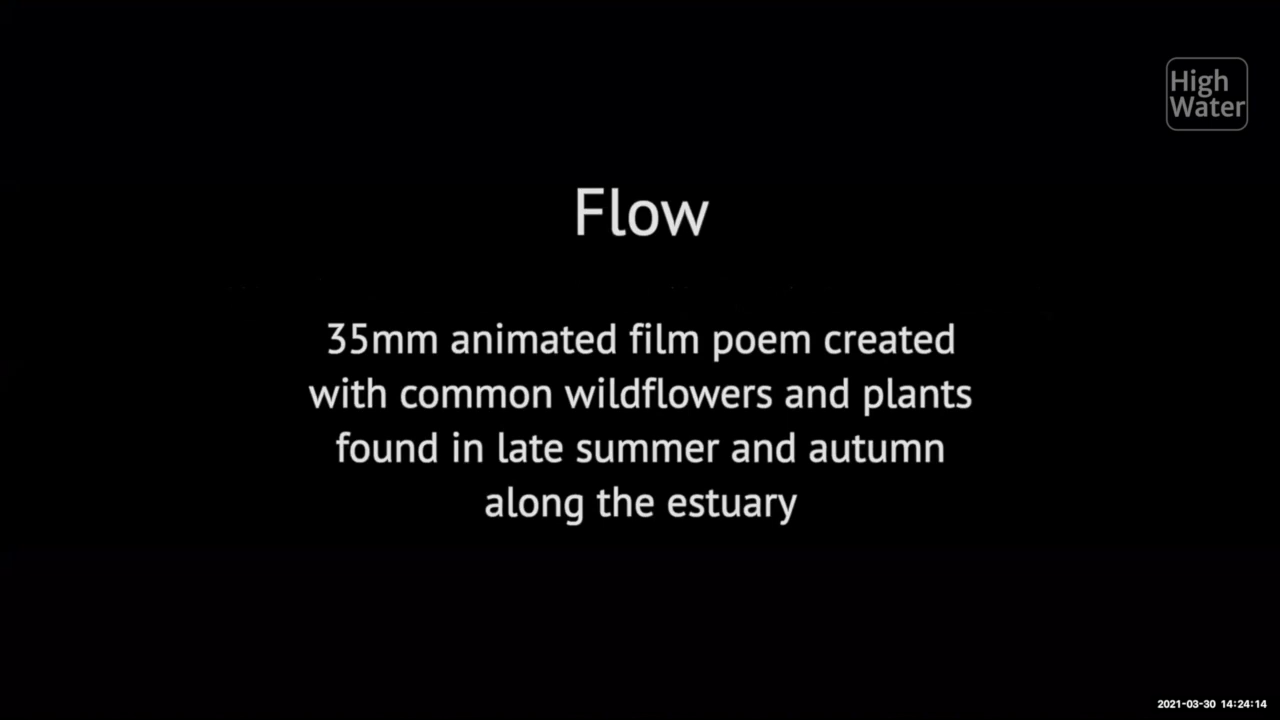 High
Water
Flow
35mm animated film poem created
with common wildflowers and plants
found in late summer and autumn
along the estuary
2021-03-30 14:24:14